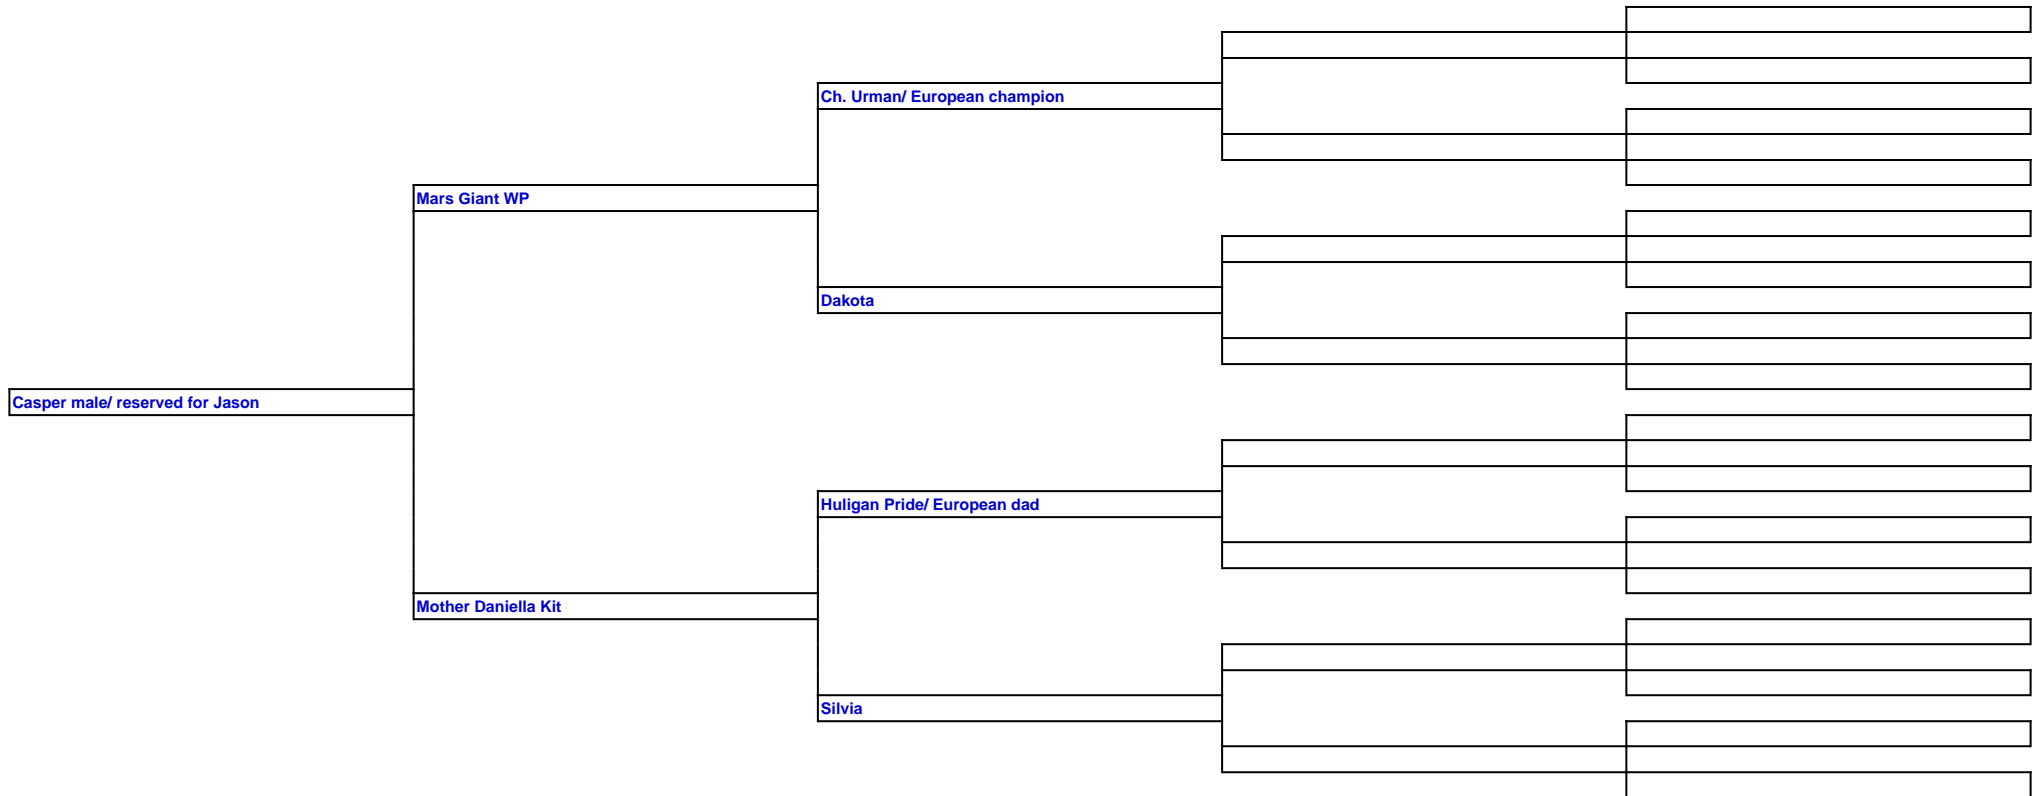 Ch. Urman/ European champion
Mars Giant WP
Dakota
Casper male/ reserved for Jason
Huligan Pride/ European dad
Mother Daniella Kit
Silvia